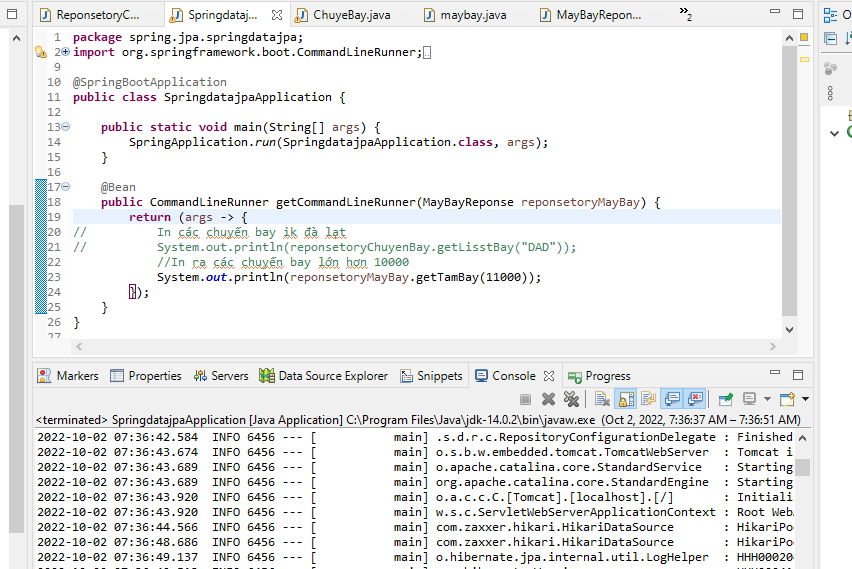 ReponsetoryC... Springdatajp... ChuyeBay.java maybay.java MayBayRepon... »2
1 package spring.jpa.springdatajpa;
2 import org.springframework.boot.CommandLineRunner;
9
10 @SpringBootApplication
11 public class SpringdatajpaApplication {
12
13 public static void main(String[] args) {
14 SpringApplication.run(SpringdatajpaApplication.class, args);
15 }
16
17 @Bean
18 public CommandLineRunner getCommandLineRunner(MayBayReponse reponsetoryMayBay) {
19 return (args -> {
20 // In các chuyến bay ik đà lạt
21 // System.out.println(reponsetoryChuyenBay.getLisstBay("DAD"));
22 //In ra các chuyến bay lớn hơn 10000
23 System.out.println(reponsetoryMayBay.getTamBay(11000));
24 });
25 }
26 }
27
Markers Properties Servers Data Source Explorer Snippets Console Progress
<terminated> SpringdatajpaApplication [Java Application] C:\Program Files\Java\jdk-14.0.2\bin\javaw.exe (Oct 2, 2022, 7:36:37 AM – 7:36:51 AM)
2022-10-02 07:36:42.584 INFO 6456 --- [ main] .s.d.r.c.RepositoryConfigurationDelegate : Finished
2022-10-02 07:36:43.674 INFO 6456 --- [ main] o.s.b.w.embedded.tomcat.TomcatWebServer : Tomcat i
2022-10-02 07:36:43.689 INFO 6456 --- [ main] o.apache.catalina.core.StandardService : Starting
2022-10-02 07:36:43.689 INFO 6456 --- [ main] org.apache.catalina.core.StandardEngine : Starting
2022-10-02 07:36:43.920 INFO 6456 --- [ main] o.a.c.c.C.[Tomcat].[localhost].[/] : Initiali
2022-10-02 07:36:43.920 INFO 6456 --- [ main] w.s.c.ServletWebServerApplicationContext : Root Web
2022-10-02 07:36:44.566 INFO 6456 --- [ main] com.zaxxer.hikari.HikariDataSource : HikariPo
2022-10-02 07:36:48.686 INFO 6456 --- [ main] com.zaxxer.hikari.HikariDataSource : HikariPo
2022-10-02 07:36:49.137 INFO 6456 --- [ main] o.hibernate.jpa.internal.util.LogHelper : HHH00020